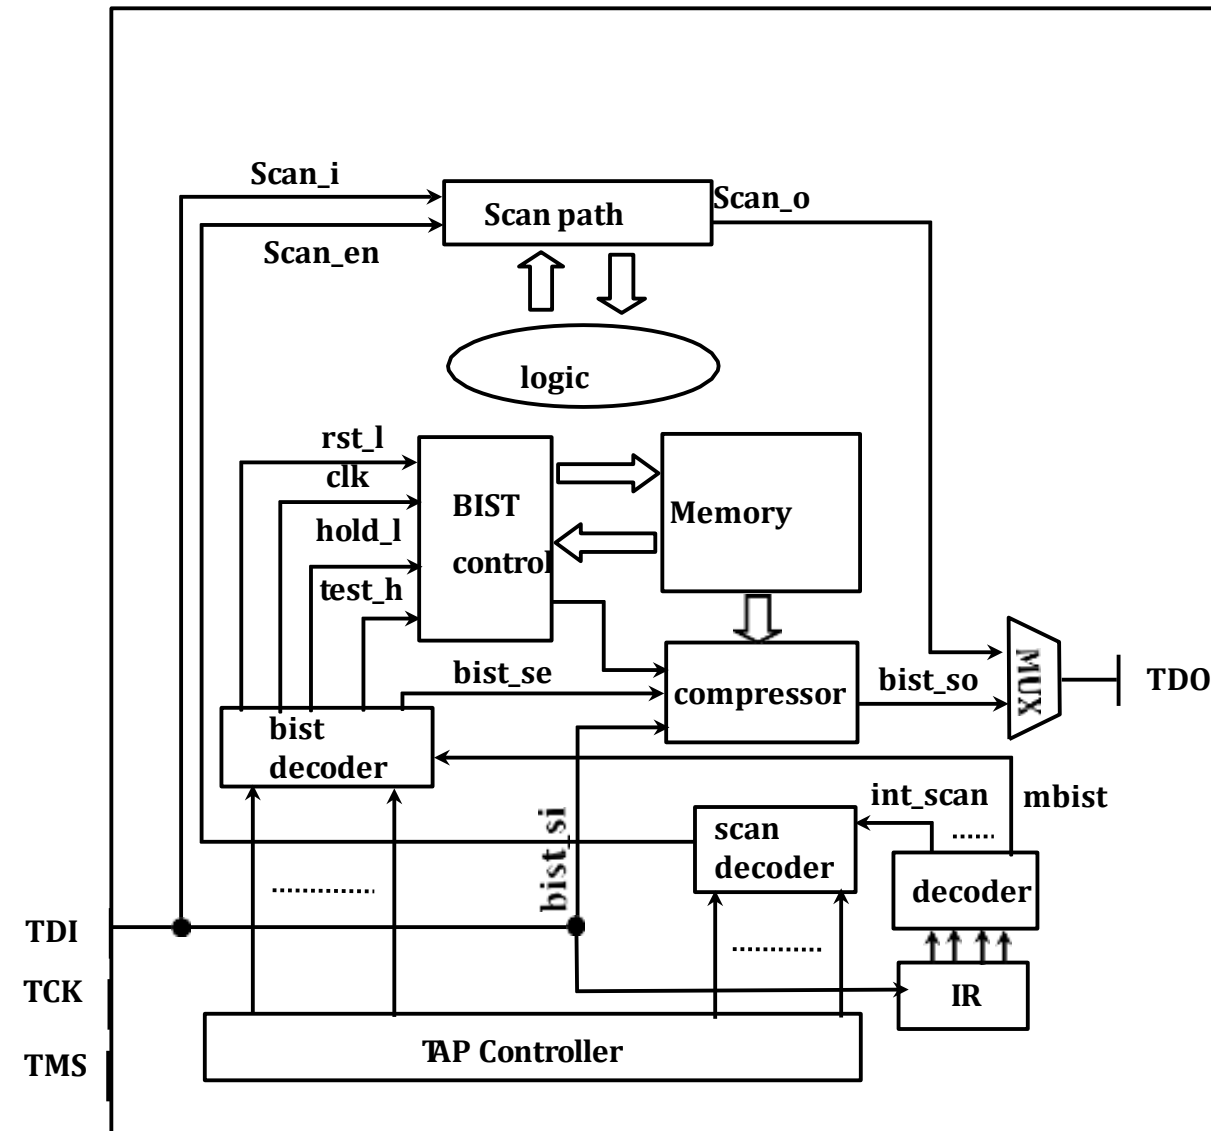 Scan_i
Scan_o
Scan path
Scan_en
logic
rst_l
clk
BIST
Memory
hold_l
control
test_h
MUX
bist_se
bist_so
TDO
compressor
bist
decoder
int_scan
mbist
bist_si
scan
decoder
decoder
TDI
TCK
IR
TAP Controller
TMS